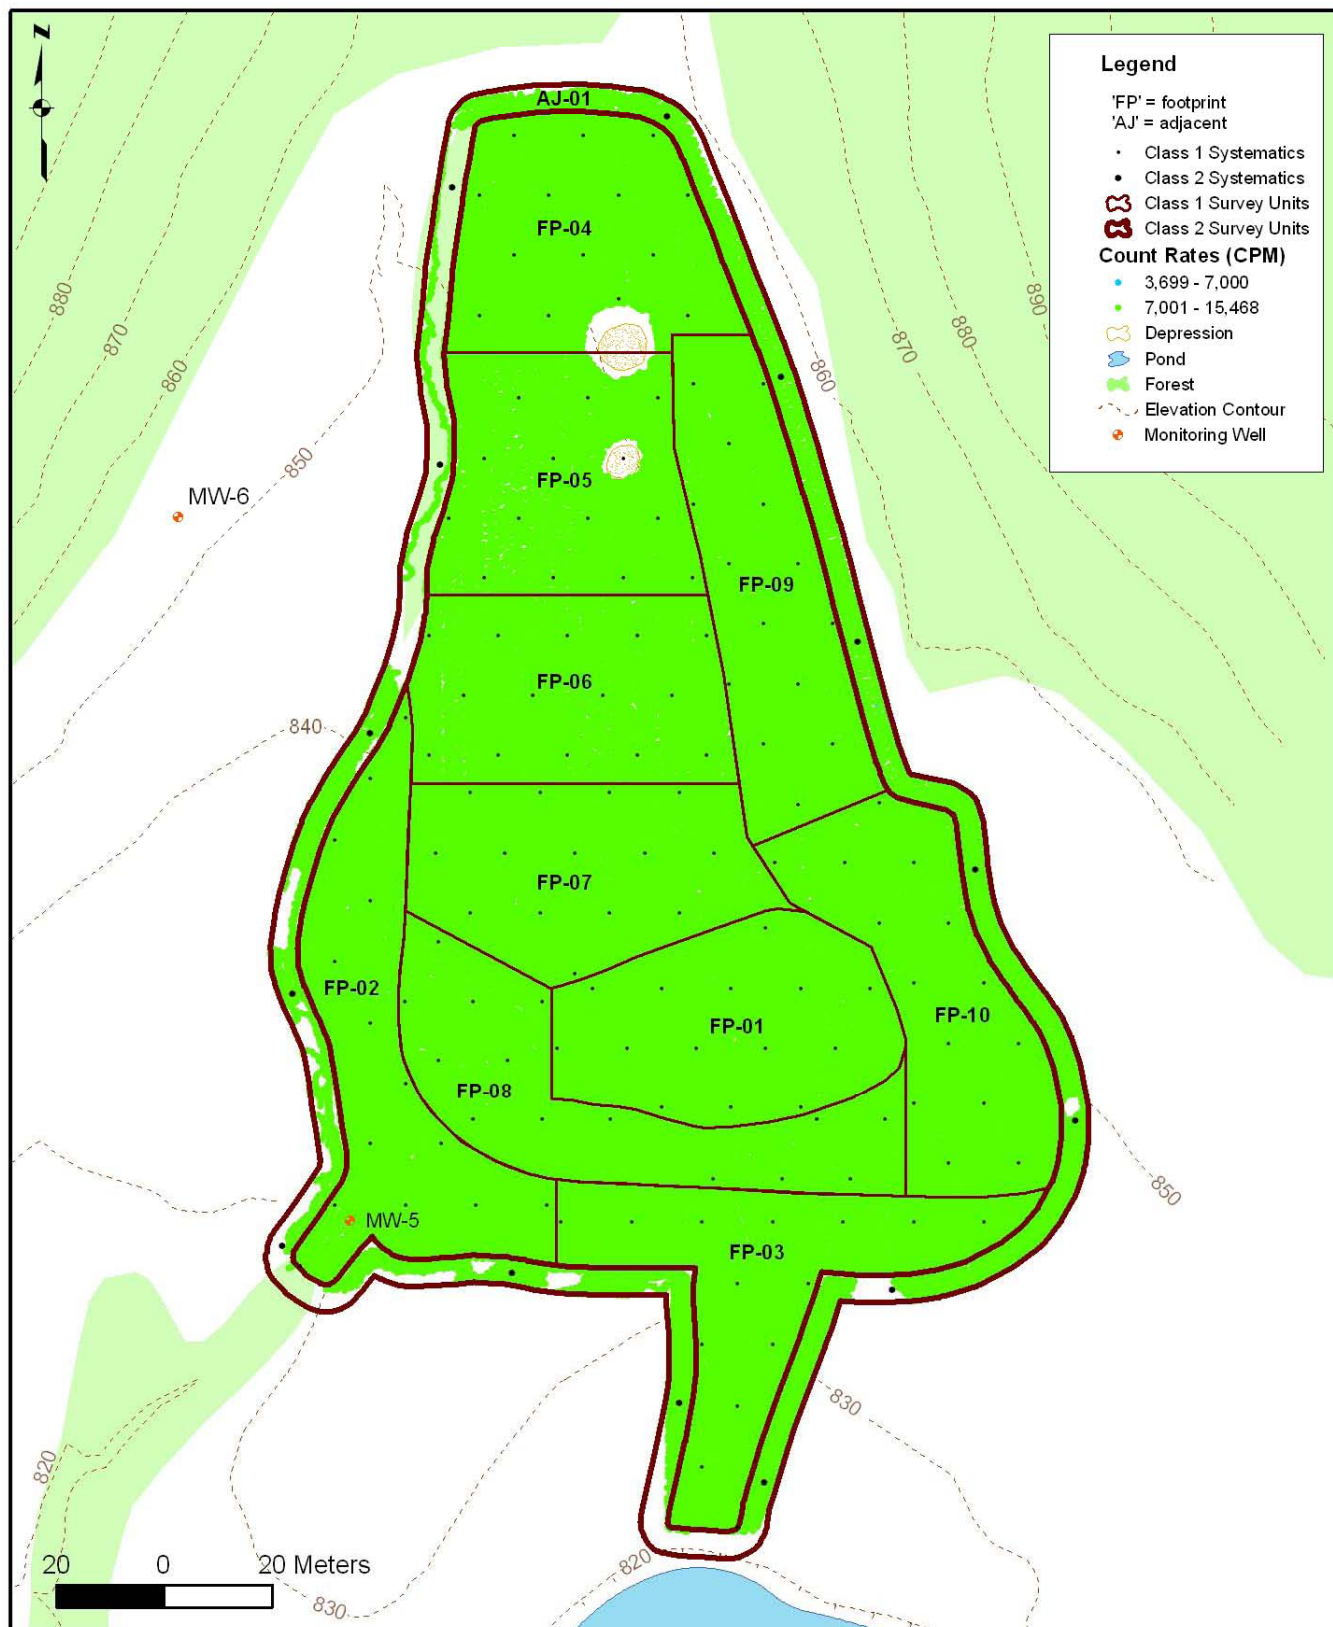 N
Legend
'FP' = footprint
'AJ' = adjacent
Class 1 Systematics
Class 2 Systematics
Class 1 Survey Units
Class 2 Survey Units
Count Rates (CPM)
3,699 - 7,000
7,001 - 15,468
Depression
Pond
Forest
Elevation Contour
Monitoring Well
AJ-01
FP-04
880
870
860
890
880
870
860
850
MW-6
FP-05
FP-09
FP-06
840
FP-07
FP-02
FP-01
FP-10
FP-08
850
MW-5
FP-03
830
820
820
830
20 0 20 Meters